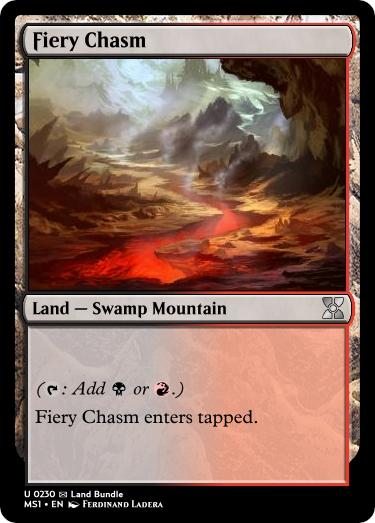 Fiery Chasm
Land — Swamp Mountain
(: Add or .)
Fiery Chasm enters tapped.
U 0230 Land Bundle
MS1 • EN Ferdinand Ladera